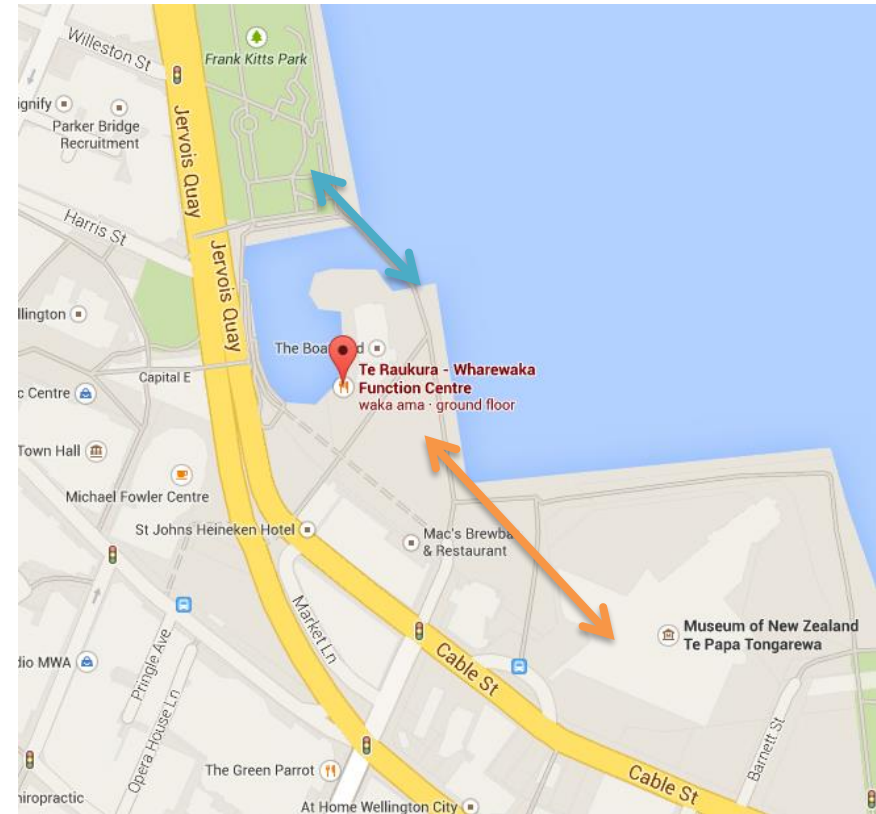 Willeston St
Frank Kitts Park
ignify
Parker Bridge
Recruitment
Jervois Quay
Harris St
Jervois Quay
llington
The Boa d
Te Raukura - Wharewaka
Function Centre
waka ama · ground floor
Capital E
c Centre
Town Hall
Michael Fowler Centre
St Johns Heineken Hotel
Mac's Brewba
& Restaurant
Market Ln
Museum of New Zealand
Te Papa Tongarewa
Pringle Ave
dio MWA
Cable St
Opera House Ln
Barnett St
The Green Parrot
Cable St
hiropractic
At Home Wellington City